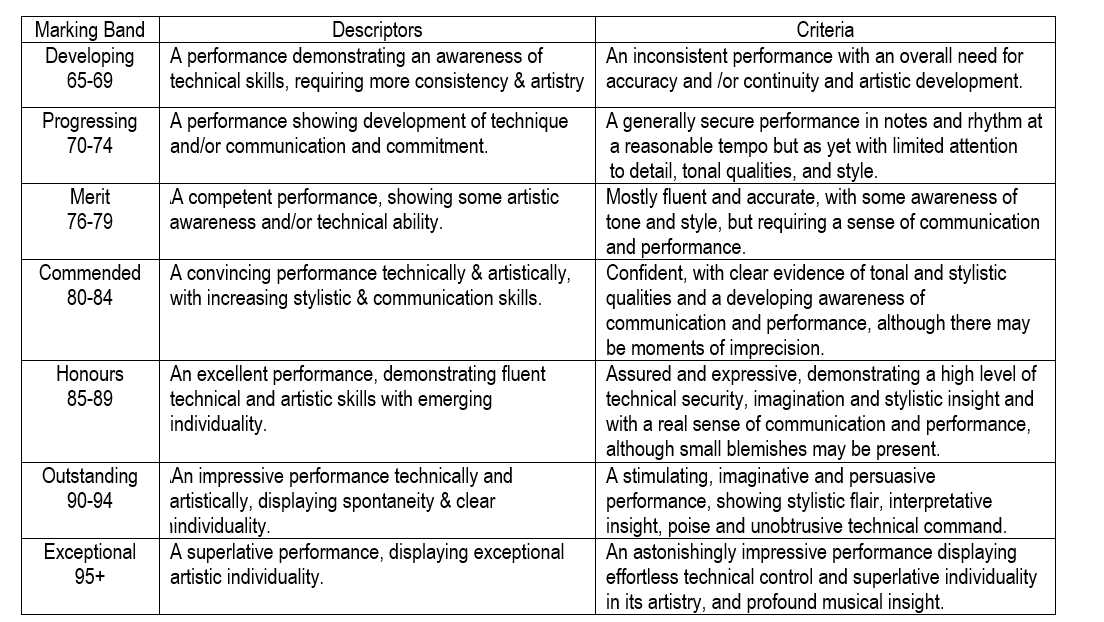 Marking Band Descriptors Criteria
Developing
65-69
A performance demonstrating an awareness of
technical skills, requiring more consistency & artistry
An inconsistent performance with an overall need for
accuracy and /or continuity and artistic development.
Progressing
70-74
A performance showing development of technique
and/or communication and commitment.
A generally secure performance in notes and rhythm at
a reasonable tempo but as yet with limited attention
to detail, tonal qualities, and style.
Merit
76-79
A competent performance, showing some artistic
awareness and/or technical ability.
Mostly fluent and accurate, with some awareness of
tone and style, but requiring a sense of communication
and performance.
Commended
80-84
A convincing performance technically & artistically,
with increasing stylistic & communication skills.
Confident, with clear evidence of tonal and stylistic
qualities and a developing awareness of
communication and performance, although there may
be moments of imprecision.
Honours
85-89
An excellent performance, demonstrating fluent
technical and artistic skills with emerging
individuality.
Assured and expressive, demonstrating a high level of
technical security, imagination and stylistic insight and
with a real sense of communication and performance,
although small blemishes may be present.
Outstanding
90-94
An impressive performance technically and
artistically, displaying spontaneity & clear
individuality.
A stimulating, imaginative and persuasive
performance, showing stylistic flair, interpretative
insight, poise and unobtrusive technical command.
Exceptional
95+
A superlative performance, displaying exceptional
artistic individuality.
An astonishingly impressive performance displaying
effortless technical control and superlative individuality
in its artistry, and profound musical insight.